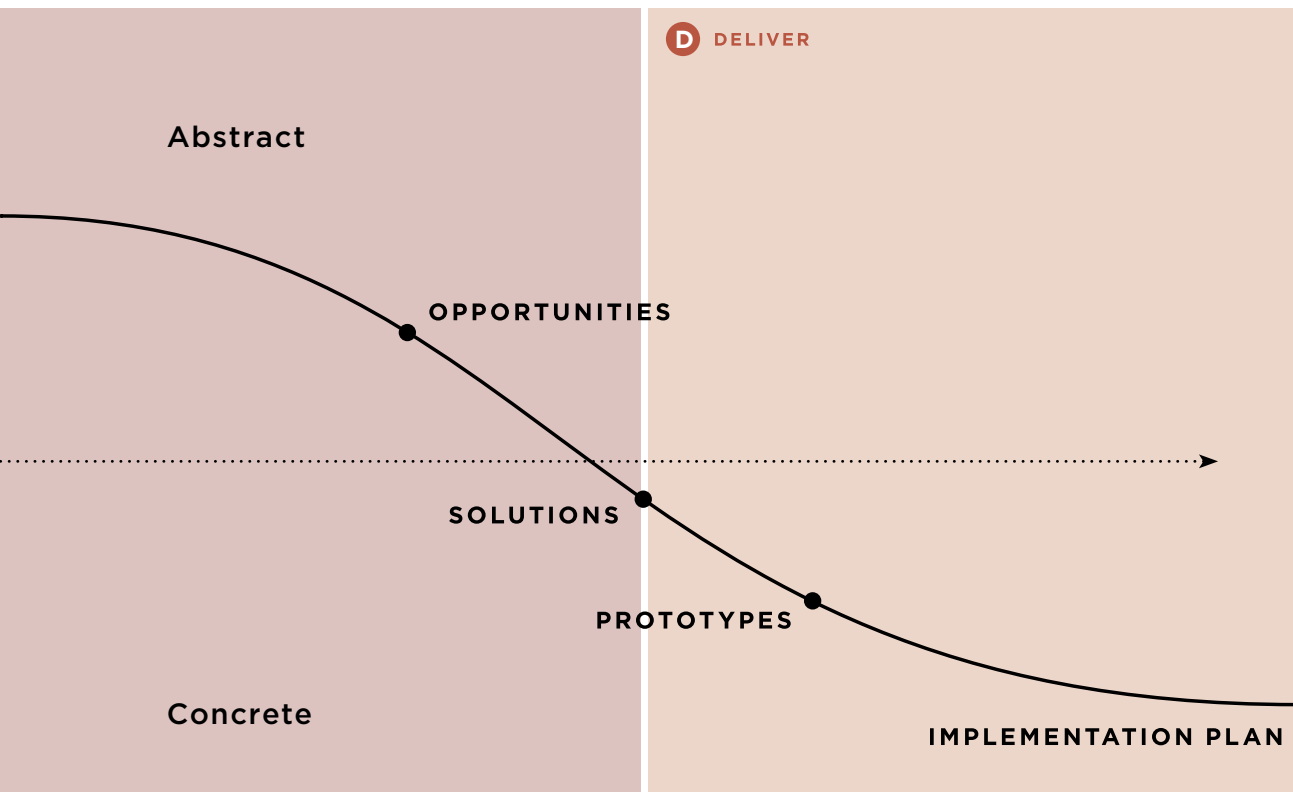 D DELIVER
Abstract
OPPORTUNITIES
SOLUTIONS
PROTOTYPES
Concrete
IMPLEMENTATION PLAN